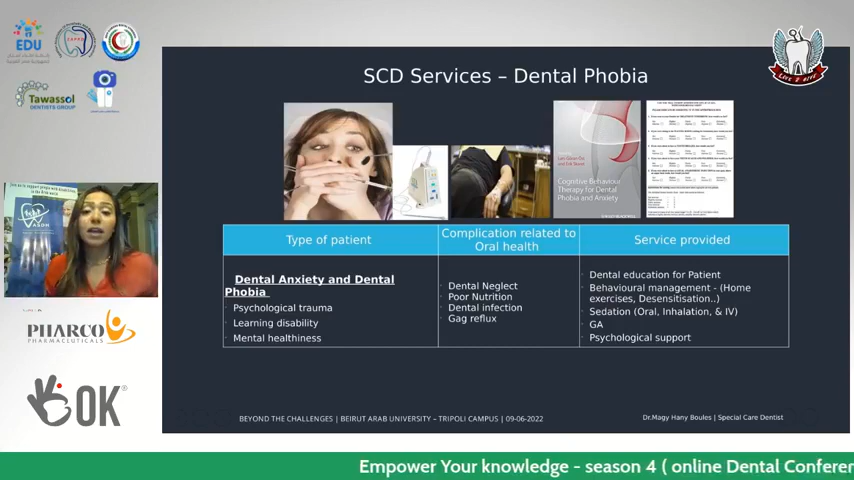 EDU
Tawassol
DENTISTS GROUP
SCD Services – Dental Phobia
Cognitive Behaviour
Therapy for Dental
Phobia and Anxiety
Type of patient
Complication related to
Oral health
Service provided
Dental Anxiety and Dental
Phobia
Psychological trauma
Learning disability
Mental healthiness
Dental Neglect
Poor Nutrition
Dental infection
Gag reflux
Dental education for Patient
Behavioural management - (Home
exercises, Desensitisation..)
Sedation (Oral, Inhalation, & IV)
GA
Psychological support
BEYOND THE CHALLENGES | BEIRUT ARAB UNIVERSITY – TRIPOLI CAMPUS | 09-06-2022
Dr.Magy Hany Boules | Special Care Dentist
PHARCO
PHARMACEUTICALS
OK®
Empower Your knowledge - season 4 ( online Dental Conferer